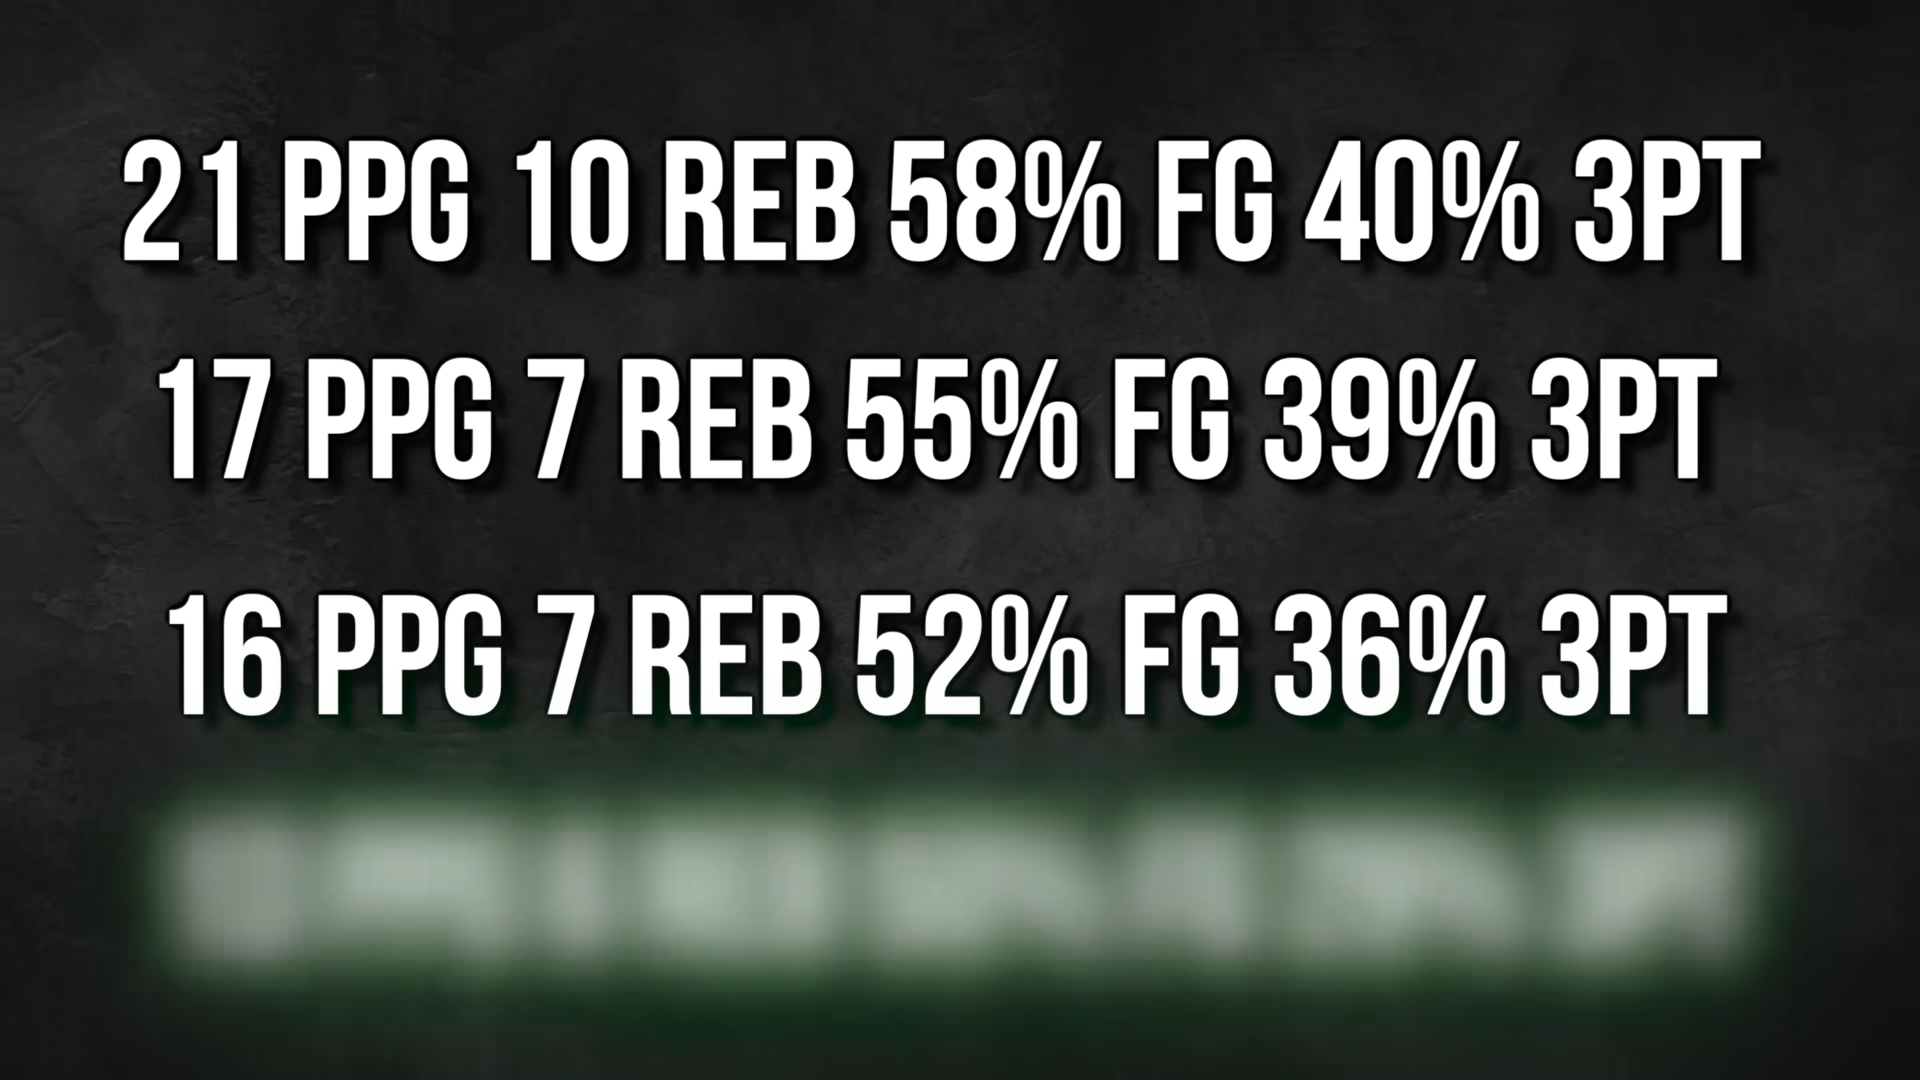 21 PPG 10 REB 58% FG 40% 3PT
17 PPG 7 REB 55% FG 39% 3PT
16 PPG 7 REB 52% FG 36% 3PT